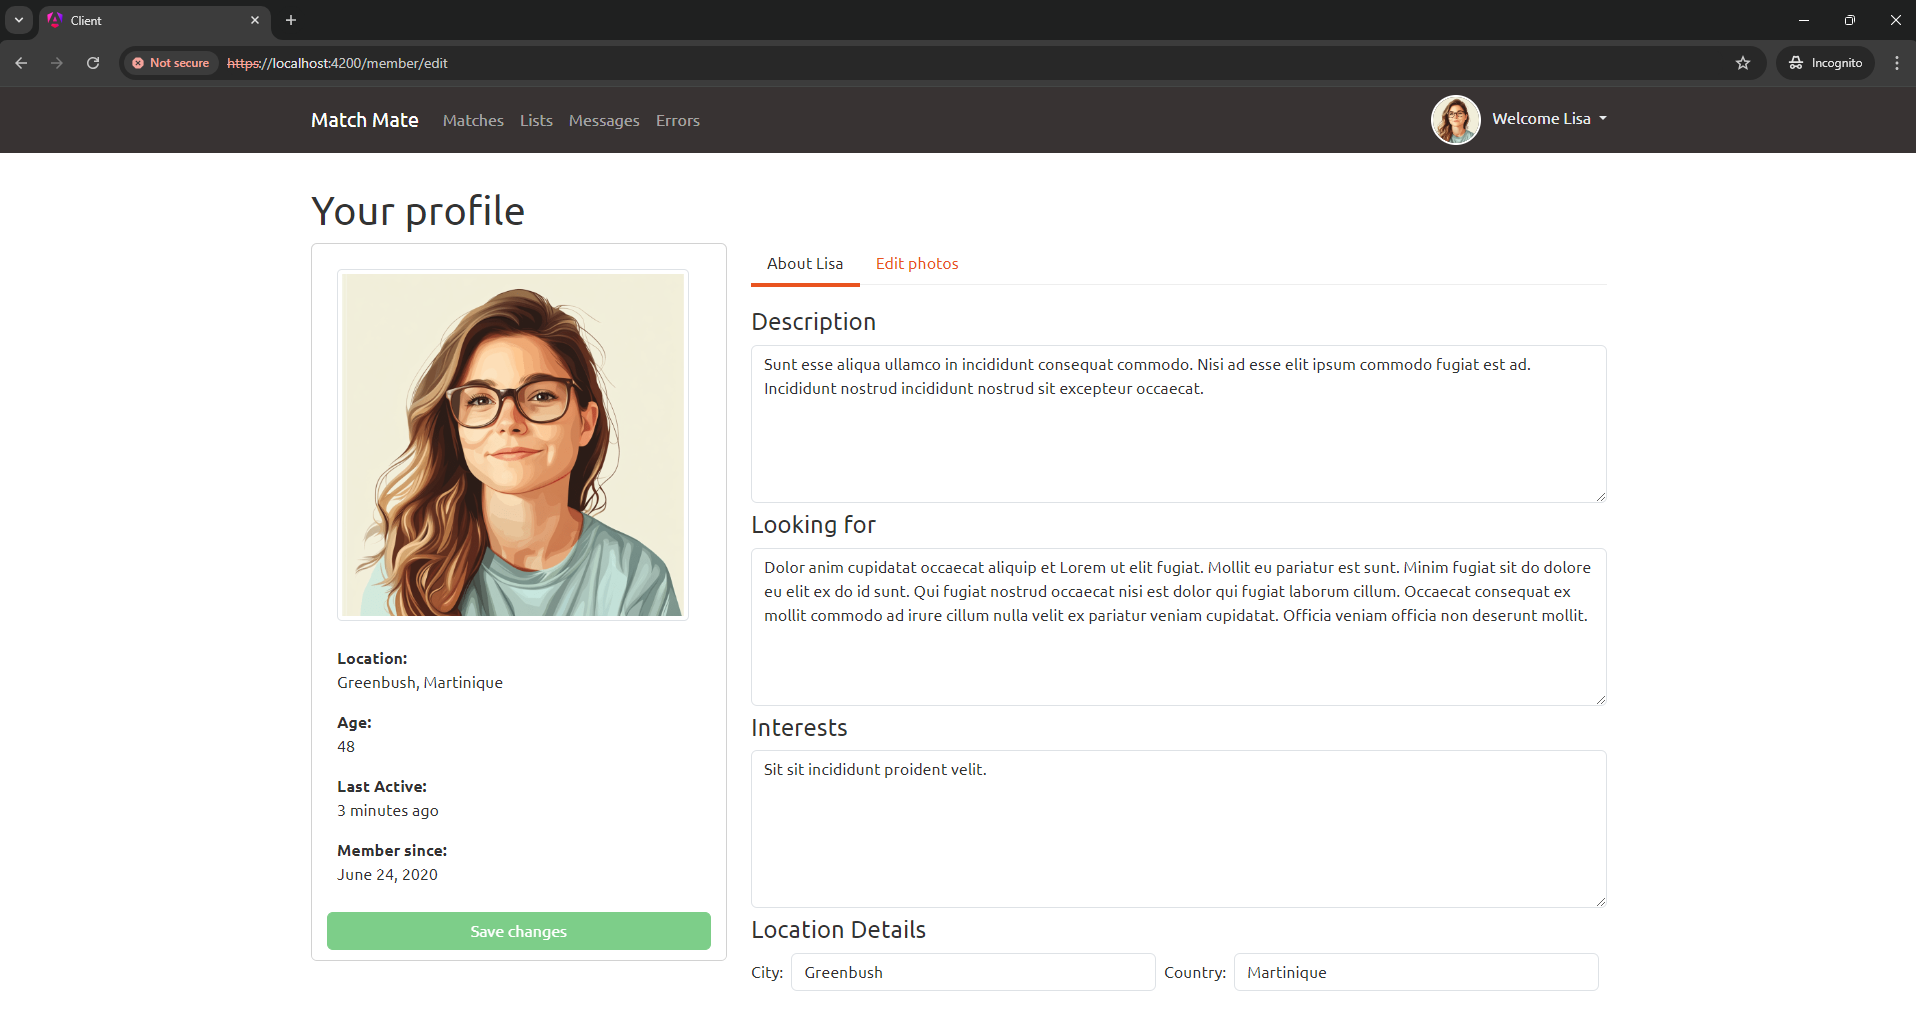 Client
Not secure
https://localhost:4200/member/edit
Incognito
Match Mate
Matches
Lists
Messages
Errors
Welcome Lisa
Your profile
Location:
Greenbush, Martinique
Age:
48
Last Active:
3 minutes ago
Member since:
June 24, 2020
Save changes
About Lisa
Edit photos
Description
Sunt esse aliqua ullamco in incididunt consequat commodo. Nisi ad esse elit ipsum commodo fugiat est ad.
Incididunt nostrud incididunt nostrud sit excepteur occaecat.
Looking for
Dolor anim cupidatat occaecat aliquip et Lorem ut elit fugiat. Mollit eu pariatur est sunt. Minim fugiat sit do dolore
eu elit ex do id sunt. Qui fugiat nostrud occaecat nisi est dolor qui fugiat laborum cillum. Occaecat consequat ex
mollit commodo ad irure cillum nulla velit ex pariatur veniam cupidatat. Officia veniam officia non deserunt mollit.
Interests
Sit sit incididunt proident velit.
Location Details
City:
Greenbush
Country:
Martinique